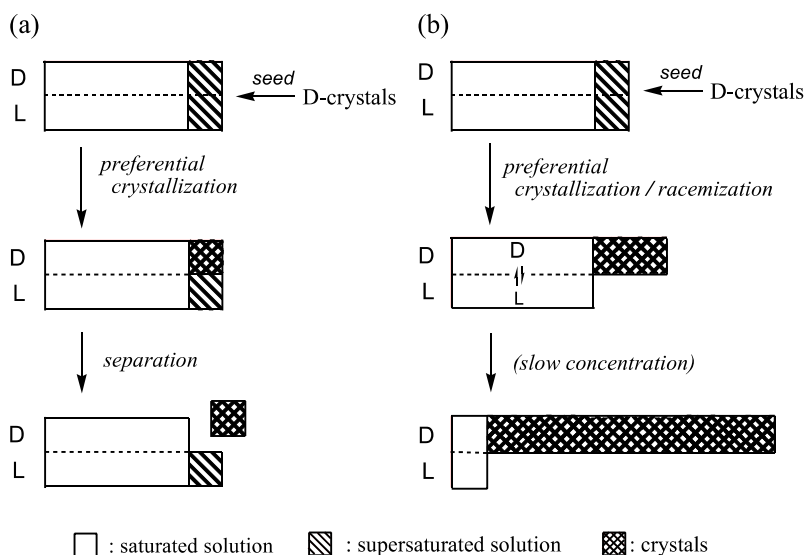 (a)
D
L
seed
D-crystals
preferential
crystallization
D
L
separation
D
L
(b)
D
L
seed
D-crystals
preferential
crystallization / racemization
D
L
D
L
(slow concentration)
D
L
: saturated solution
: supersaturated solution
: crystals